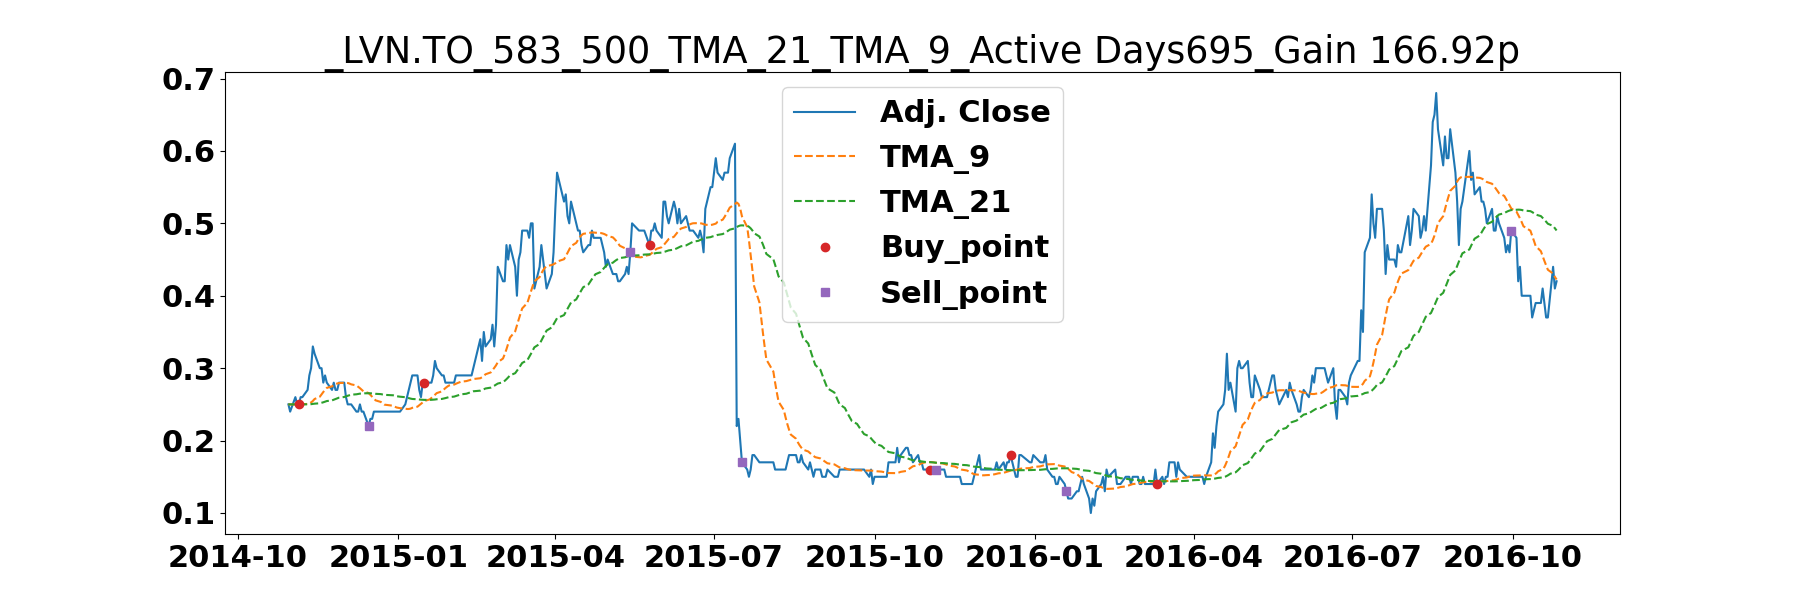 _LVN.TO_583_500_TMA_21_TMA_9_Active Days695_Gain 166.92p
0.7
0.6
0.5
0.4
0.3
0.2
0.1
Adj. Close
TMA_9
TMA_21
Buy_point
Sell_point
2014-10 2015-01 2015-04 2015-07 2015-10 2016-01 2016-04 2016-07 2016-10